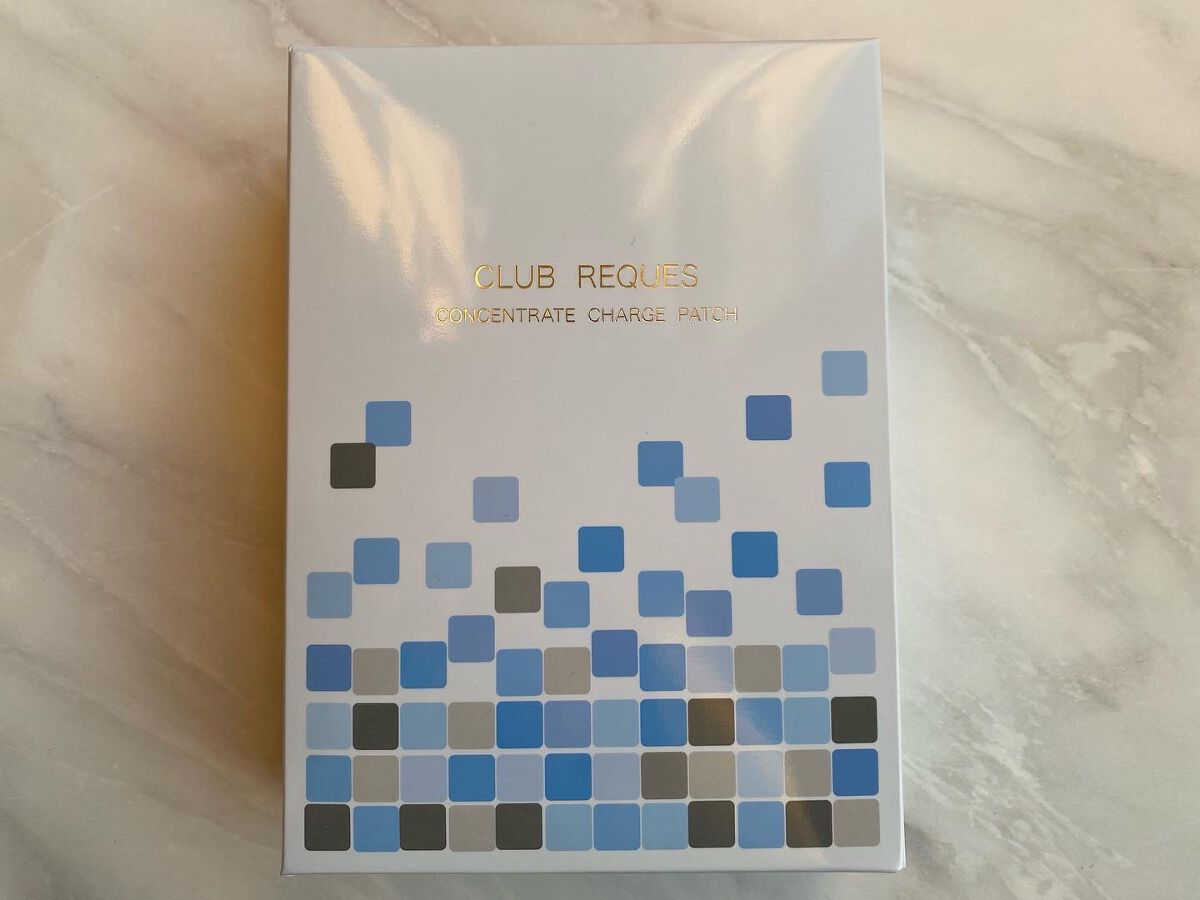 CLUB REQUES
CONCENTRATE CHARGE PATCH